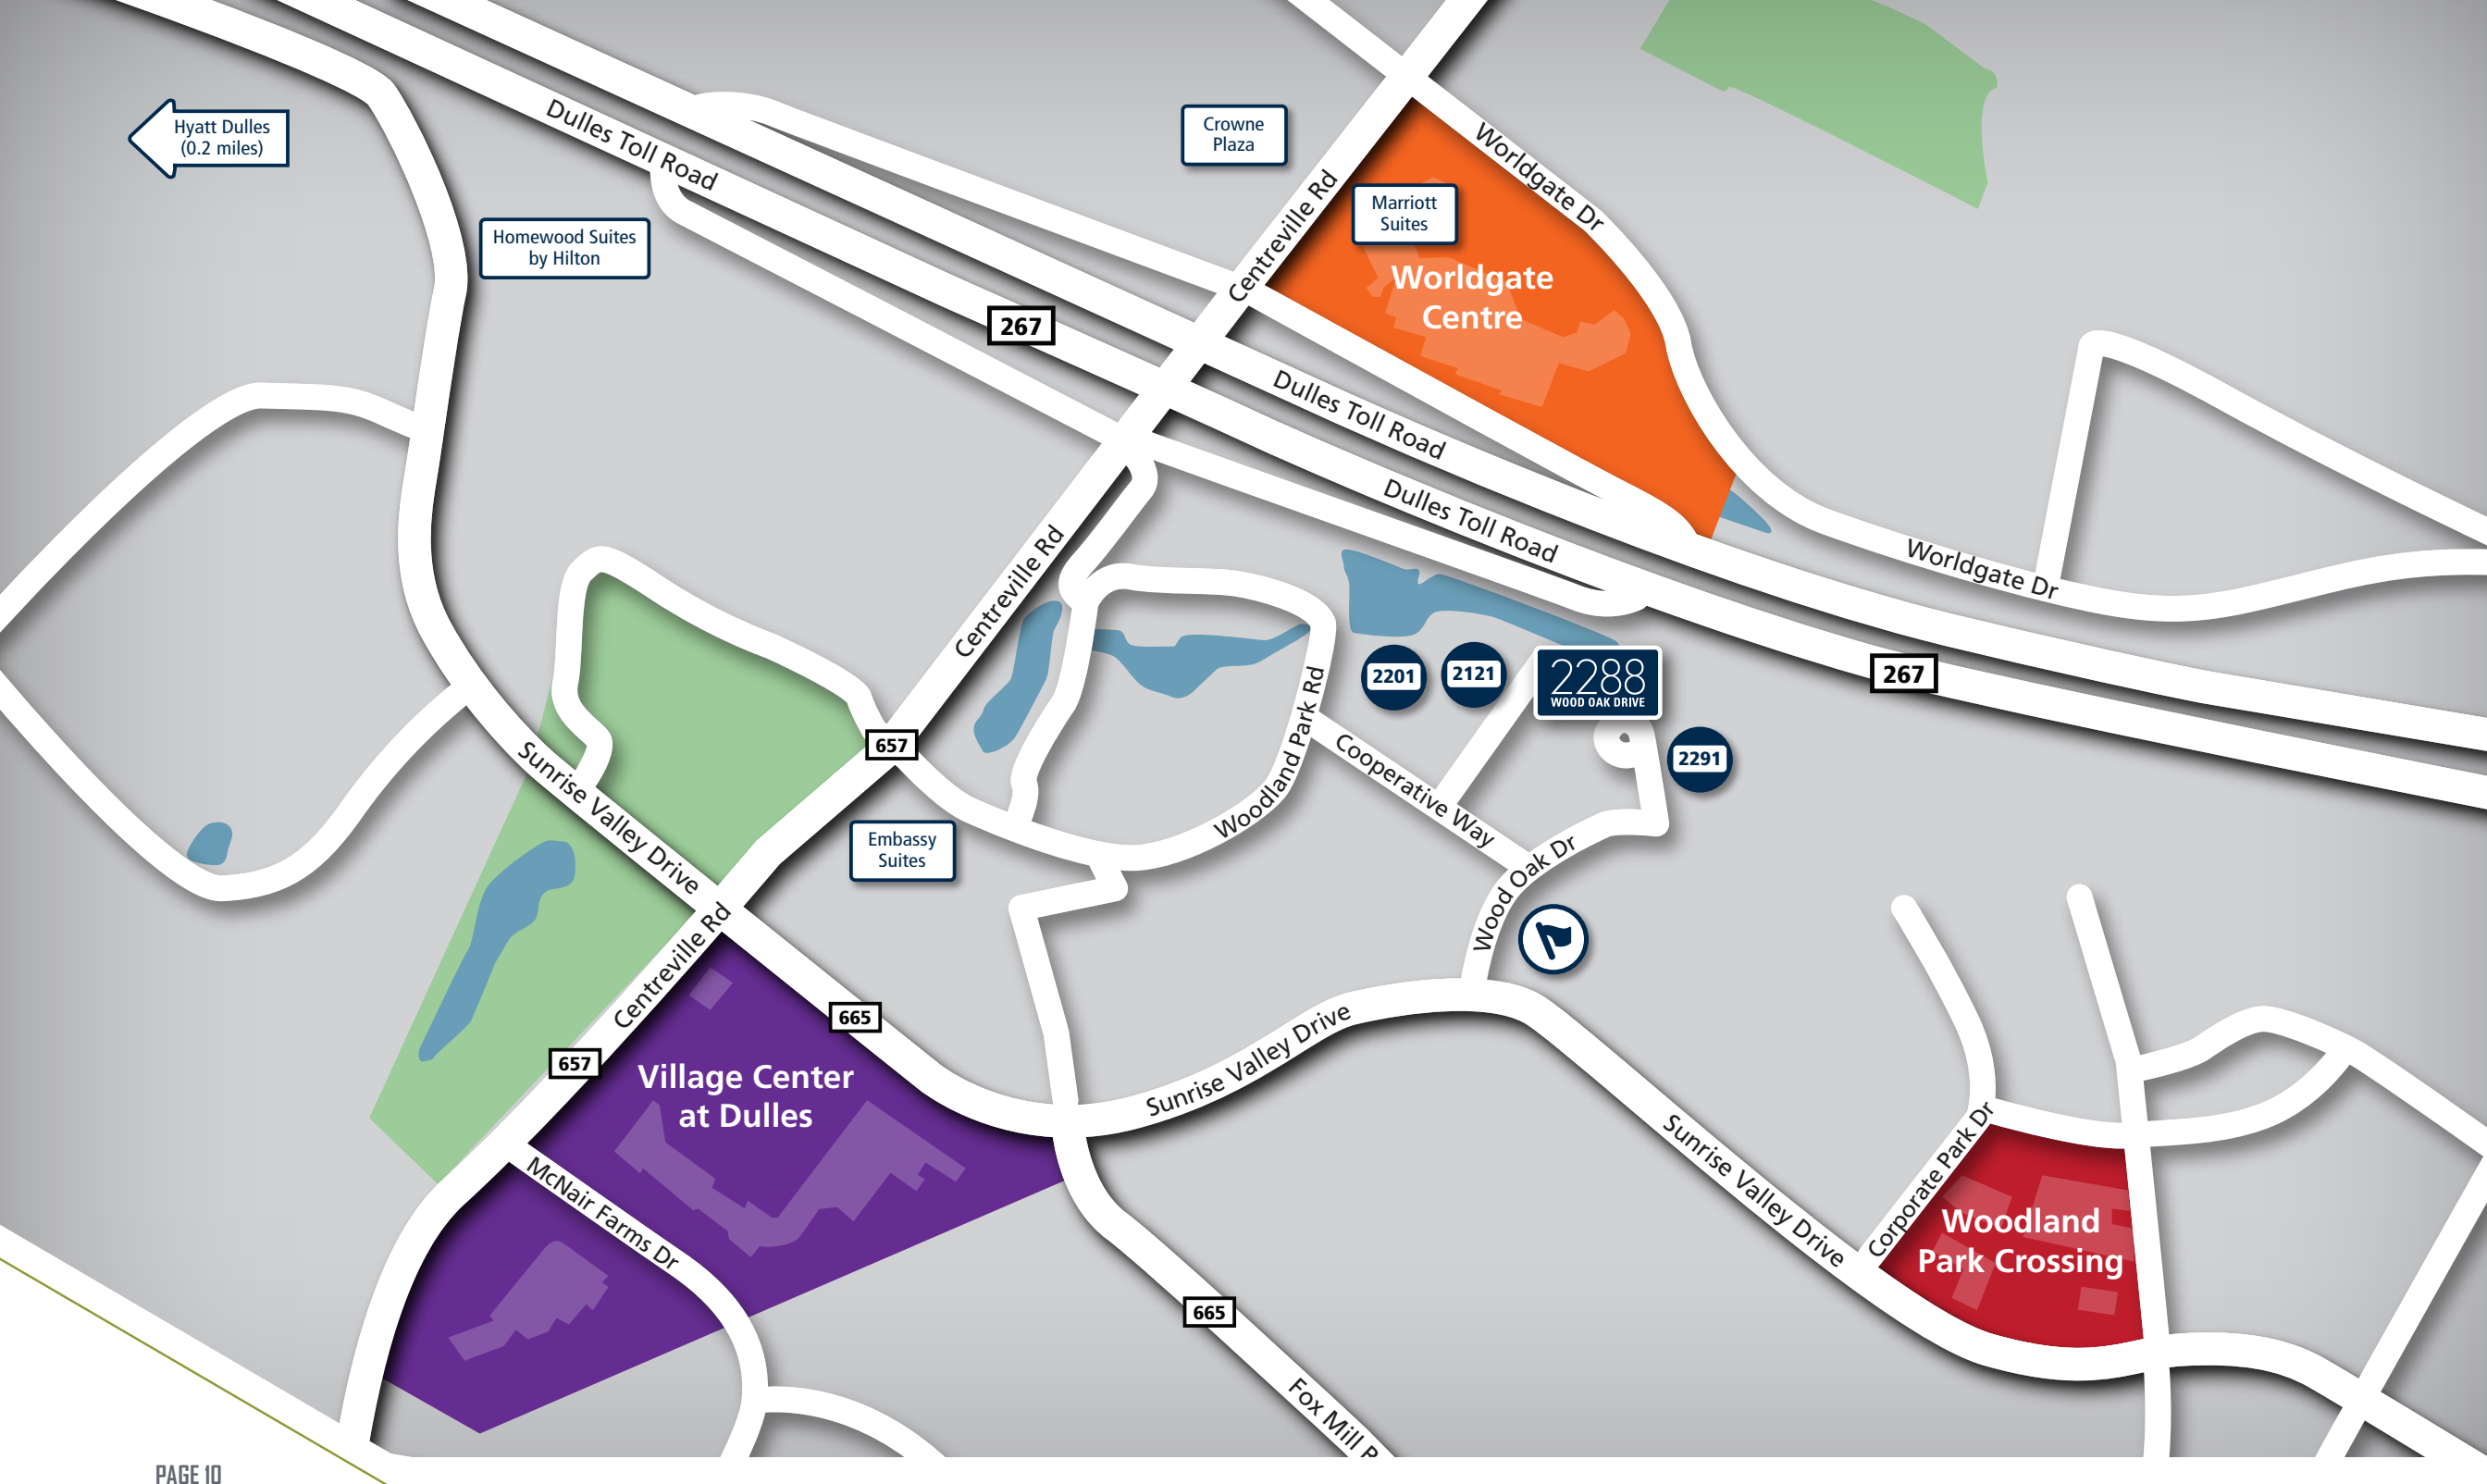 Hyatt Dulles
(0.2 miles)
Dulles Toll Road
Homewood Suites
by Hilton
Crowne
Plaza
Centreville Rd
Marriott
Suites
Worldgate Dr
Worldgate
Centre
267
Dulles Toll Road
Dulles Toll Road
Worldgate Dr
Centreville Rd
2201
2121
2288
WOOD OAK DRIVE
267
657
Woodland Park Rd
Cooperative Way
2291
Sunrise Valley Drive
Embassy
Suites
Wood Oak Dr
Centreville Rd
665
657
Village Center
at Dulles
Sunrise Valley Drive
Sunrise Valley Drive
Corporate Park Dr
McNair Farms Dr
Woodland
Park Crossing
665
Fox Mill
PAGE 10